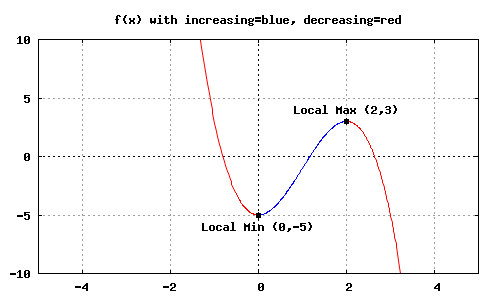 f(x) with increasing=blue, decreasing=red
10
5
0
-5
-10
Local Max (2,3)
Local Min (0,-5)
-4 -2 0 2 4